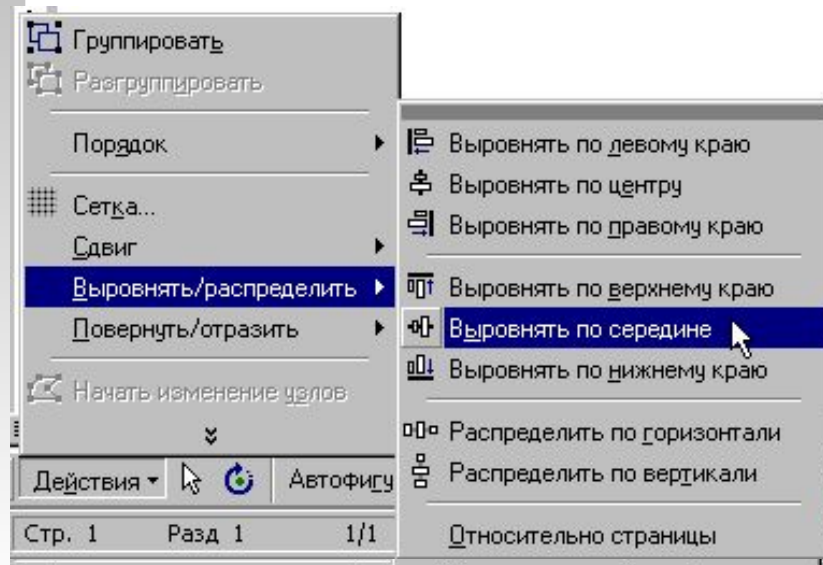 Группировать
Разгруппировать
Порядок
Сетка...
Сдвиг
Выровнять/распределить
Повернуть/отразить
Начать изменение узлов
Действия
Автофигу
Стр. 1 Разд 1 1/1
Выровнять по левому краю
Выровнять по центру
Выровнять по правому краю
Выровнять по верхнему краю
Выровнять по середине
Выровнять по нижнему краю
Распределить по горизонтали
Распределить по вертикали
Относительно страницы